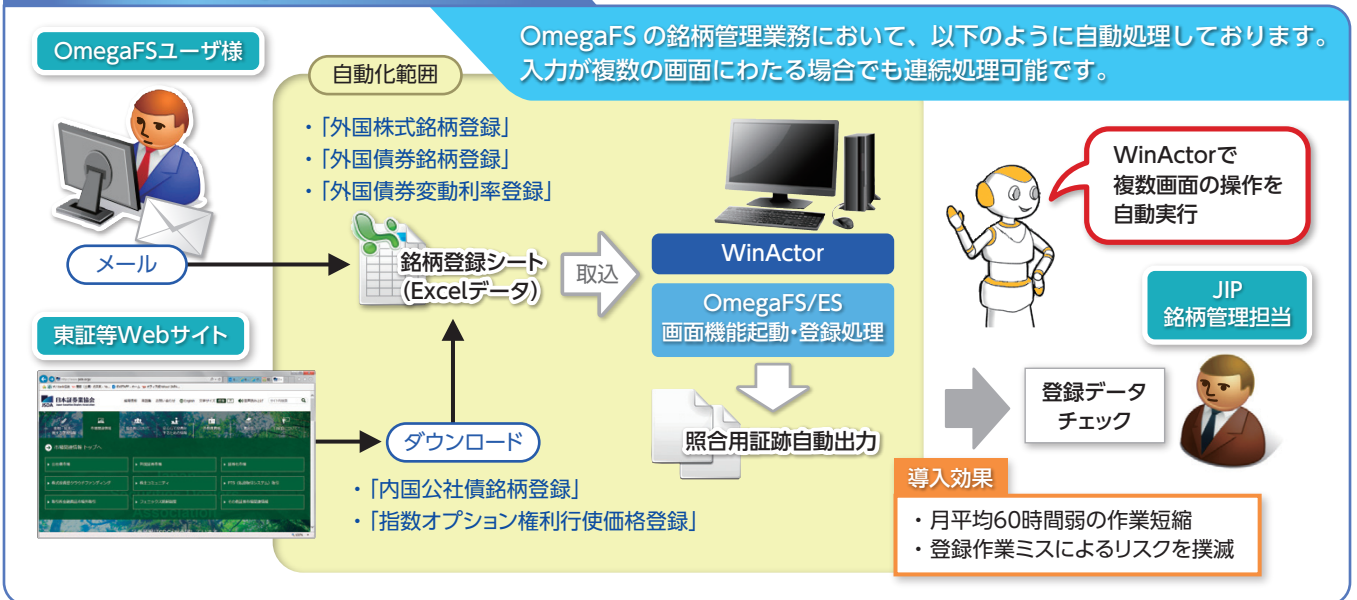 OmegaFS の銘柄管理業務において、以下のように自動処理しております。
入力が複数の画面にわたる場合でも連続処理可能です。
OmegaFSユーザ様
自動化範囲
・「外国株式銘柄登録」
・「外国債券銘柄登録」
・「外国債券変動利率登録」
メール
銘柄登録シート
(Excelデータ)
取込
WinActor
OmegaFS/ES
画面機能起動・登録処理
照合用証跡自動出力
WinActorで
複数画面の操作を
自動実行
JIP
銘柄管理担当
登録データ
チェック
東証等Webサイト
日本証券業協会
ダウンロード
・「内国公社債銘柄登録」
・「指数オプション権利行使価格登録」
導入効果
・月平均60時間弱の作業短縮
・登録作業ミスによるリスクを撲滅